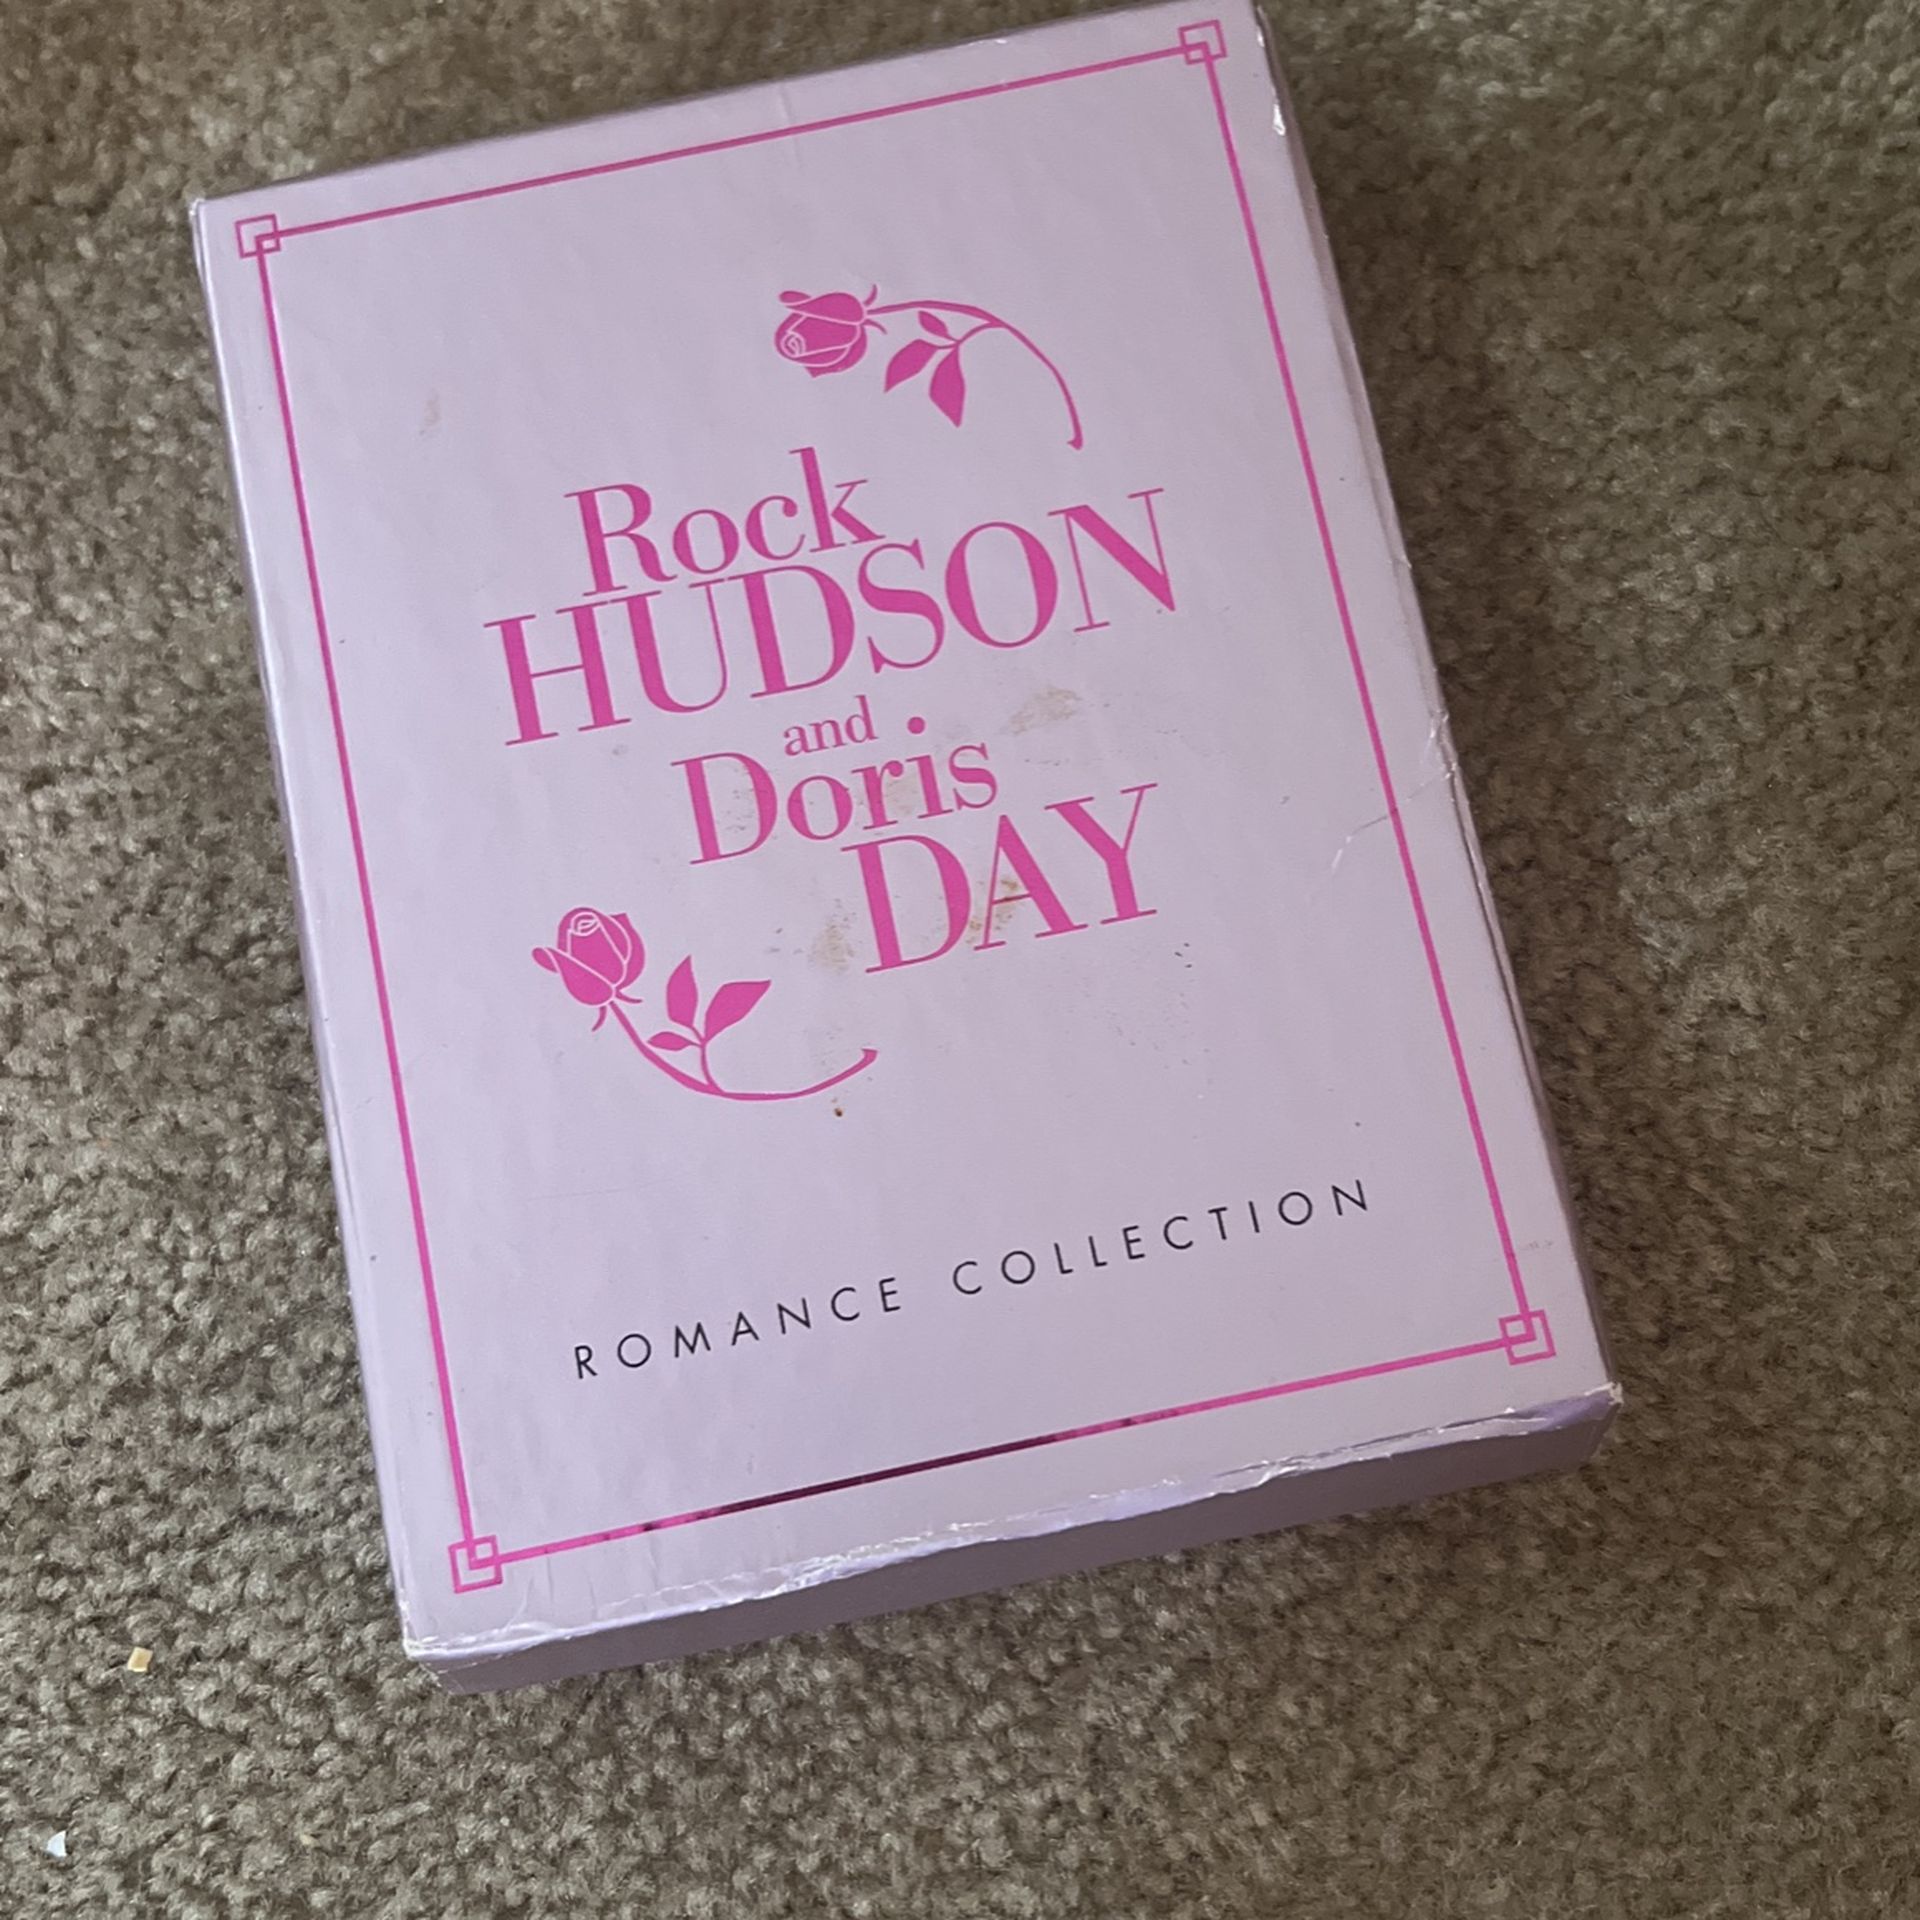 Rock
HUDSON
and
Doris
DAY
ROMANCE COLLECTION